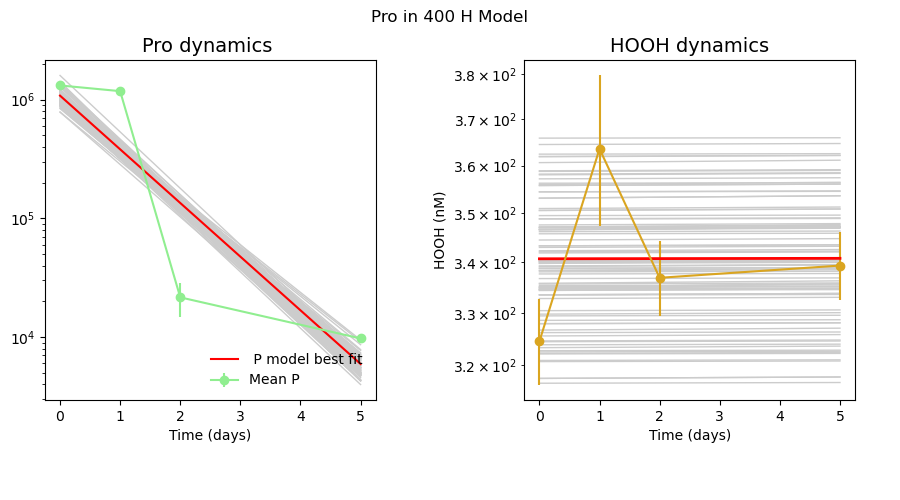 Pro in 400 H Model
Pro dynamics
10^6
10^5
10^4
P model best fit
Mean P
0 1 2 3 4 5
Time (days)
HOOH dynamics
HOOH (nM)
3.8 × 10^2
3.7 × 10^2
3.6 × 10^2
3.5 × 10^2
3.4 × 10^2
3.3 × 10^2
3.2 × 10^2
0 1 2 3 4 5
Time (days)